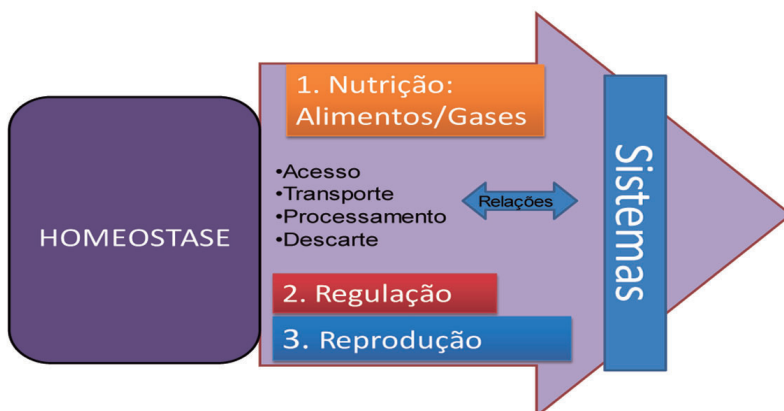 1. Nutrição:
Alimentos/Gases
HOMEOSTASE
•Acesso
•Transporte
•Processamento
•Descarte
Relações
Sistemas
2. Regulação
3. Reprodução